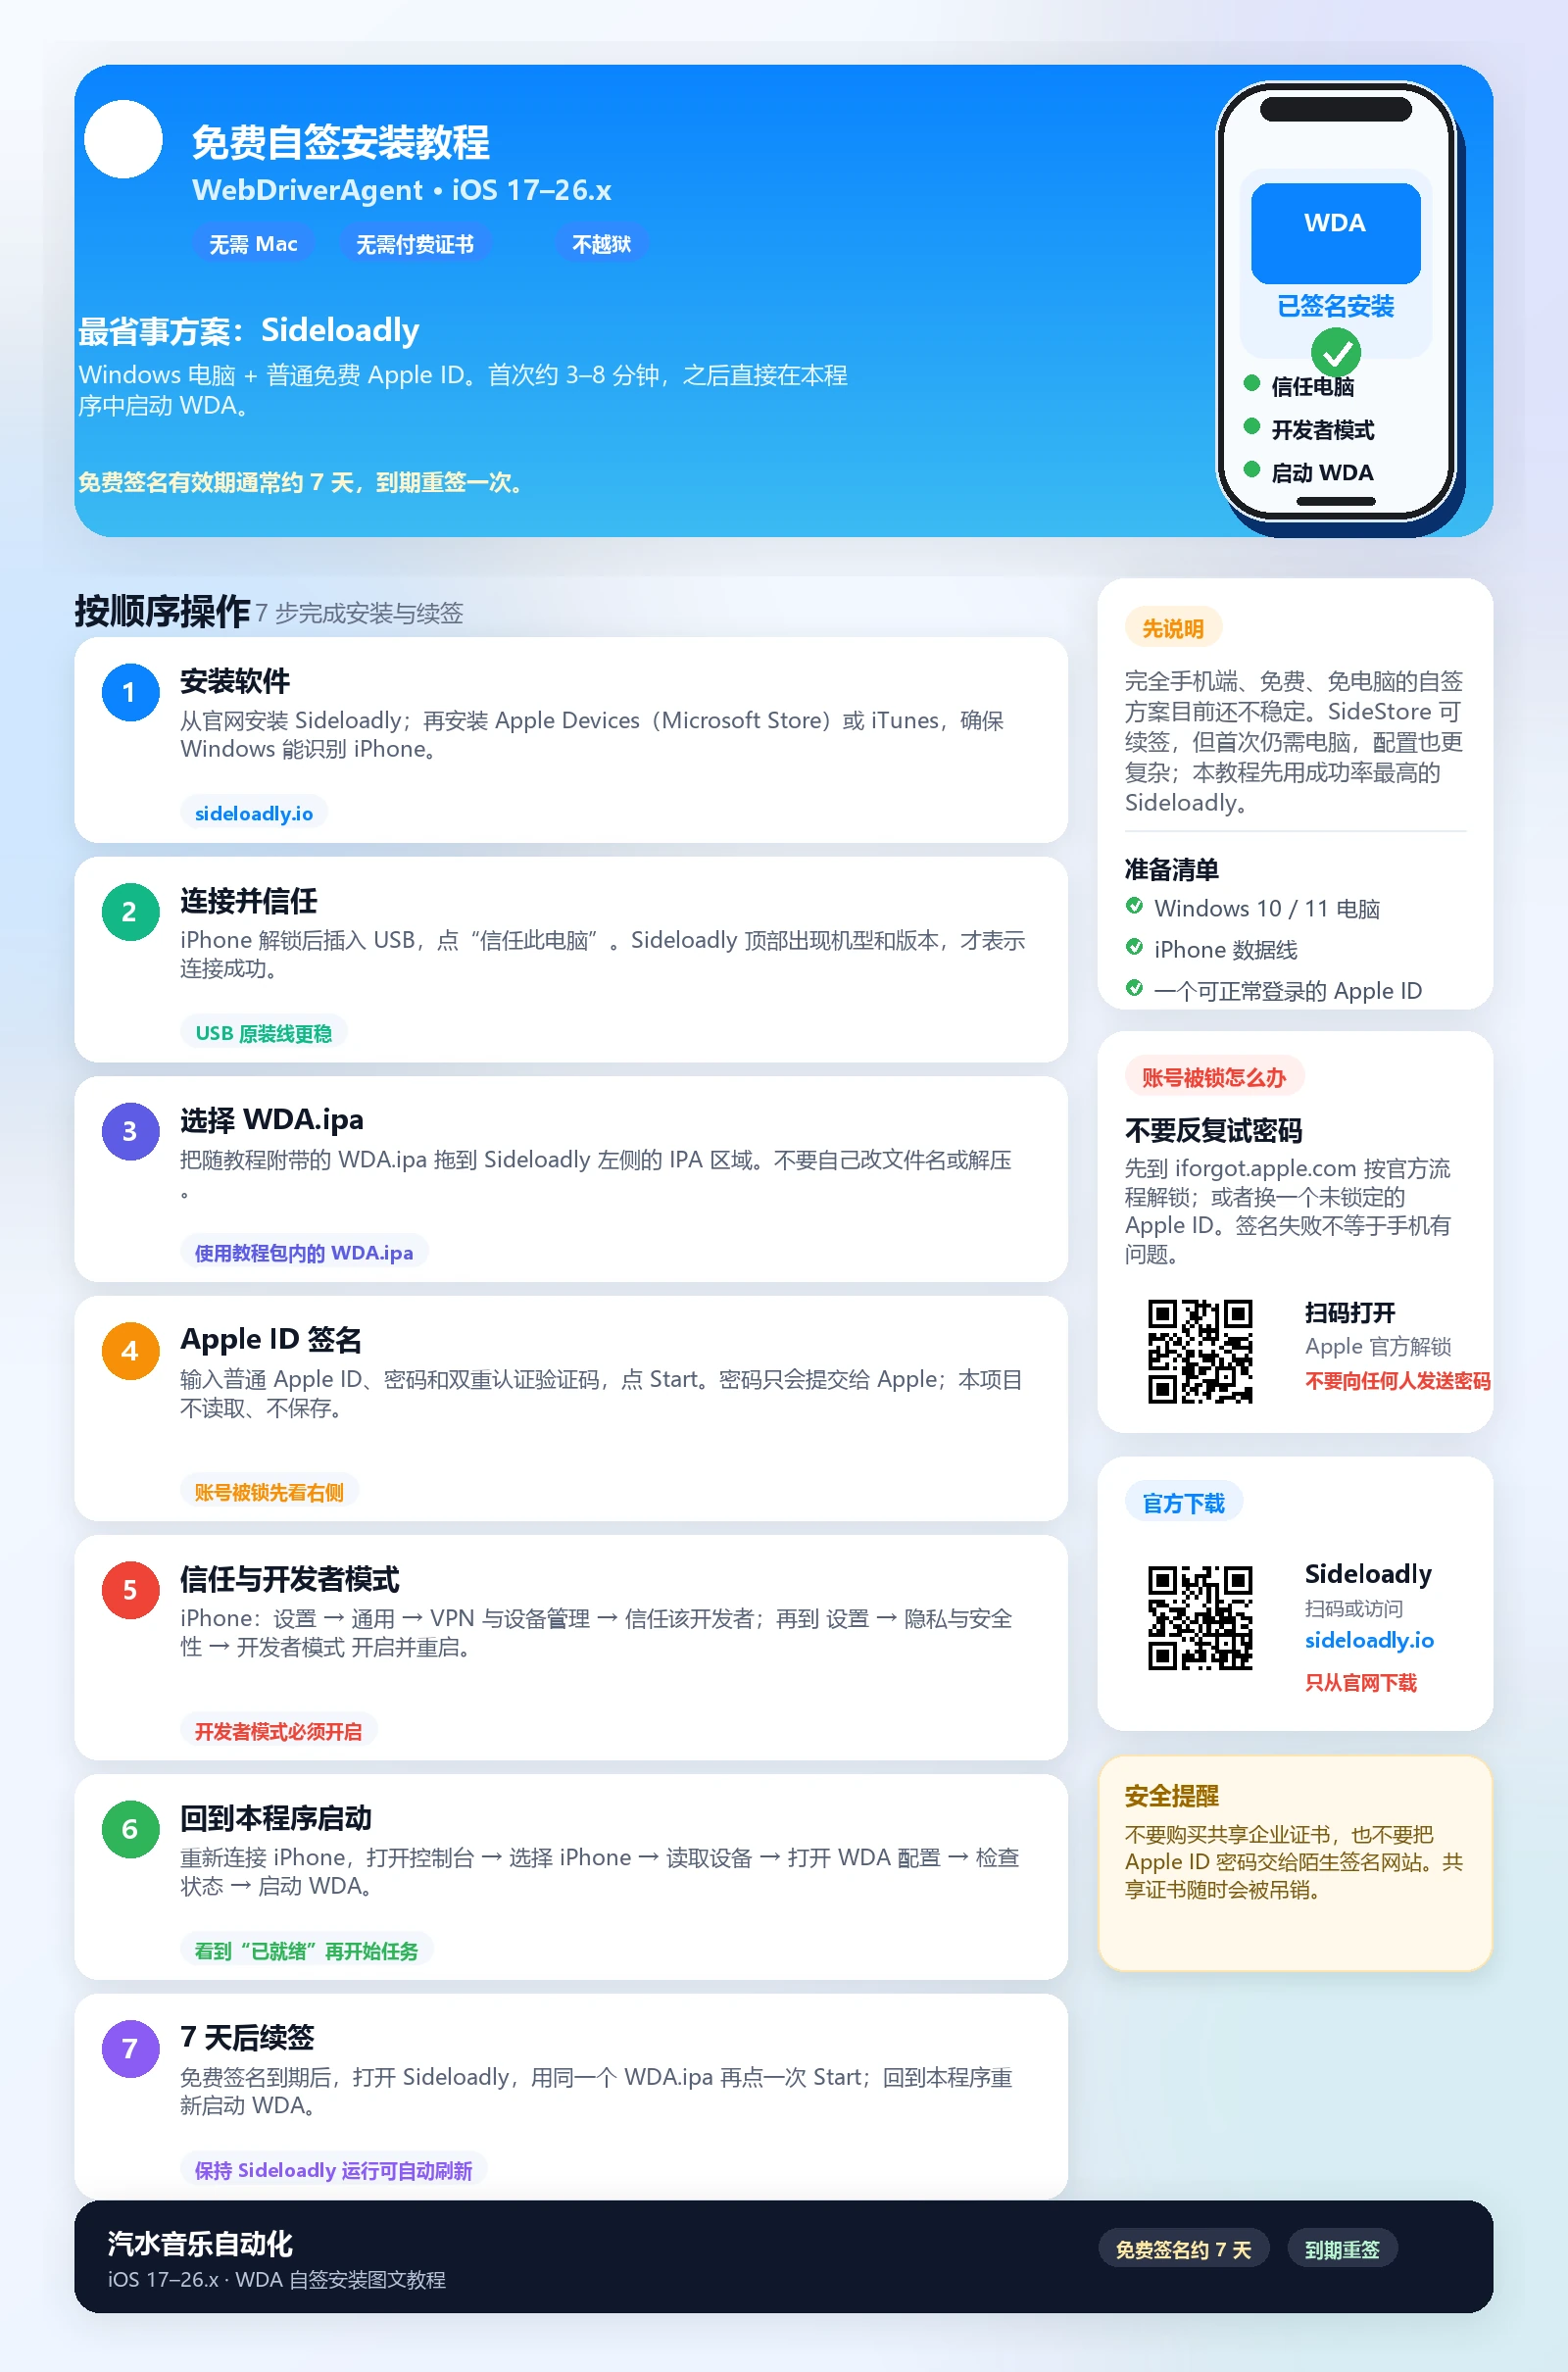 免费自签安装教程
WebDriverAgent • iOS 17–26.x
无需 Mac
无需付费证书
不越狱
最省事方案：Sideloadly
Windows 电脑 + 普通免费 Apple ID。首次约 3–8 分钟，之后直接在本程
序中启动 WDA。
免费签名有效期通常约 7 天，到期重签一次。
WDA
已签名安装
信任电脑
开发者模式
启动 WDA
按顺序操作 7 步完成安装与续签
1
安装软件
从官网安装 Sideloadly；再安装 Apple Devices（Microsoft Store）或 iTunes，确保
Windows 能识别 iPhone。
sideloadly.io
2
连接并信任
iPhone 解锁后插入 USB，点“信任此电脑”。Sideloadly 顶部出现机型和版本，才表示
连接成功。
USB 原装线更稳
3
选择 WDA.ipa
把随教程附带的 WDA.ipa 拖到 Sideloadly 左侧的 IPA 区域。不要自己改文件名或解压
。
使用教程包内的 WDA.ipa
4
Apple ID 签名
输入普通 Apple ID、密码和双重认证验证码，点 Start。密码只会提交给 Apple；本项目
不读取、不保存。
账号被锁先看右侧
5
信任与开发者模式
iPhone：设置 → 通用 → VPN 与设备管理 → 信任该开发者；再到 设置 → 隐私与安全
性 → 开发者模式 开启并重启。
开发者模式必须开启
6
回到本程序启动
重新连接 iPhone，打开控制台 → 选择 iPhone → 读取设备 → 打开 WDA 配置 → 检查
状态 → 启动 WDA。
看到“已就绪”再开始任务
7
7 天后续签
免费签名到期后，打开 Sideloadly，用同一个 WDA.ipa 再点一次 Start；回到本程序重
新启动 WDA。
保持 Sideloadly 运行可自动刷新
先说明
完全手机端、免费、免电脑的自签
方案目前还不稳定。SideStore 可
续签，但首次仍需电脑，配置也更
复杂；本教程先用成功率最高的
Sideloadly。
准备清单
Windows 10 / 11 电脑
iPhone 数据线
一个可正常登录的 Apple ID
账号被锁怎么办
不要反复试密码
先到 iforgot.apple.com 按官方流
程解锁；或者换一个未锁定的
Apple ID。签名失败不等于手机有
问题。
扫码打开
Apple 官方解锁
不要向任何人发送密码
官方下载
Sideloadly
扫码或访问
sideloadly.io
只从官网下载
安全提醒
不要购买共享企业证书，也不要把
Apple ID 密码交给陌生签名网站。共
享证书随时会被吊销。
汽水音乐自动化
iOS 17–26.x · WDA 自签安装图文教程
免费签名约 7 天
到期重签